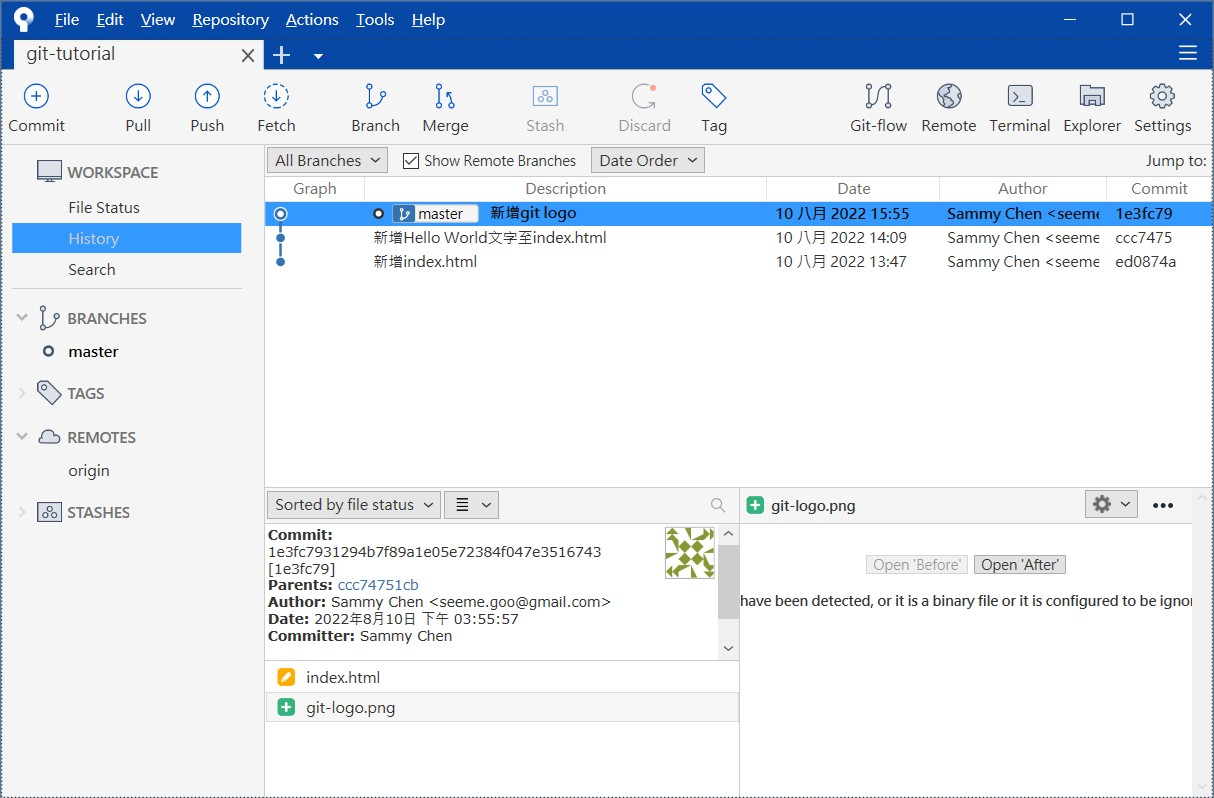 File Edit View Repository Actions Tools Help
git-tutorial
Commit Pull Push Fetch Branch Merge Stash Discard Tag Git-flow Remote Terminal Explorer Settings
WORKSPACE
File Status
History
Search
BRANCHES
master
TAGS
REMOTES
origin
STASHES
All Branches Show Remote Branches Date Order Jump to:
Graph Description Date Author Commit
master 新增git logo 10 八月 2022 15:55 Sammy Chen <seeme 1e3fc79
新增Hello World文字至index.html 10 八月 2022 14:09 Sammy Chen <seeme ccc7475
新增index.html 10 八月 2022 13:47 Sammy Chen <seeme ed0874a
Sorted by file status
Commit:
1e3fc7931294b7f89a1e05e72384f047e3516743
[1e3fc79]
Parents: ccc74751cb
Author: Sammy Chen <seeme.goo@gmail.com>
Date: 2022年8月10日 下午 03:55:57
Committer: Sammy Chen
index.html
git-logo.png
git-logo.png
Open 'Before' Open 'After'
have been detected, or it is a binary file or it is configured to be ignor